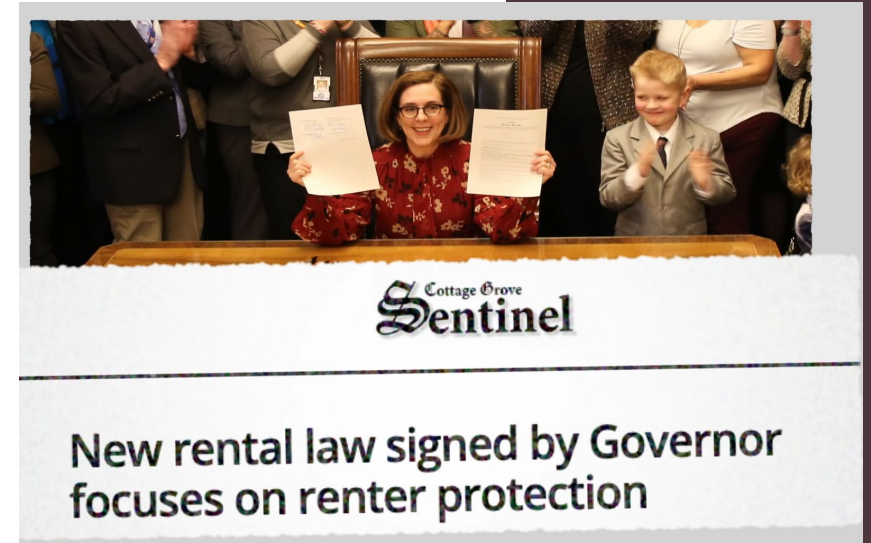 Cottage Grove
Sentinel
New rental law signed by Governor
focuses on renter protection